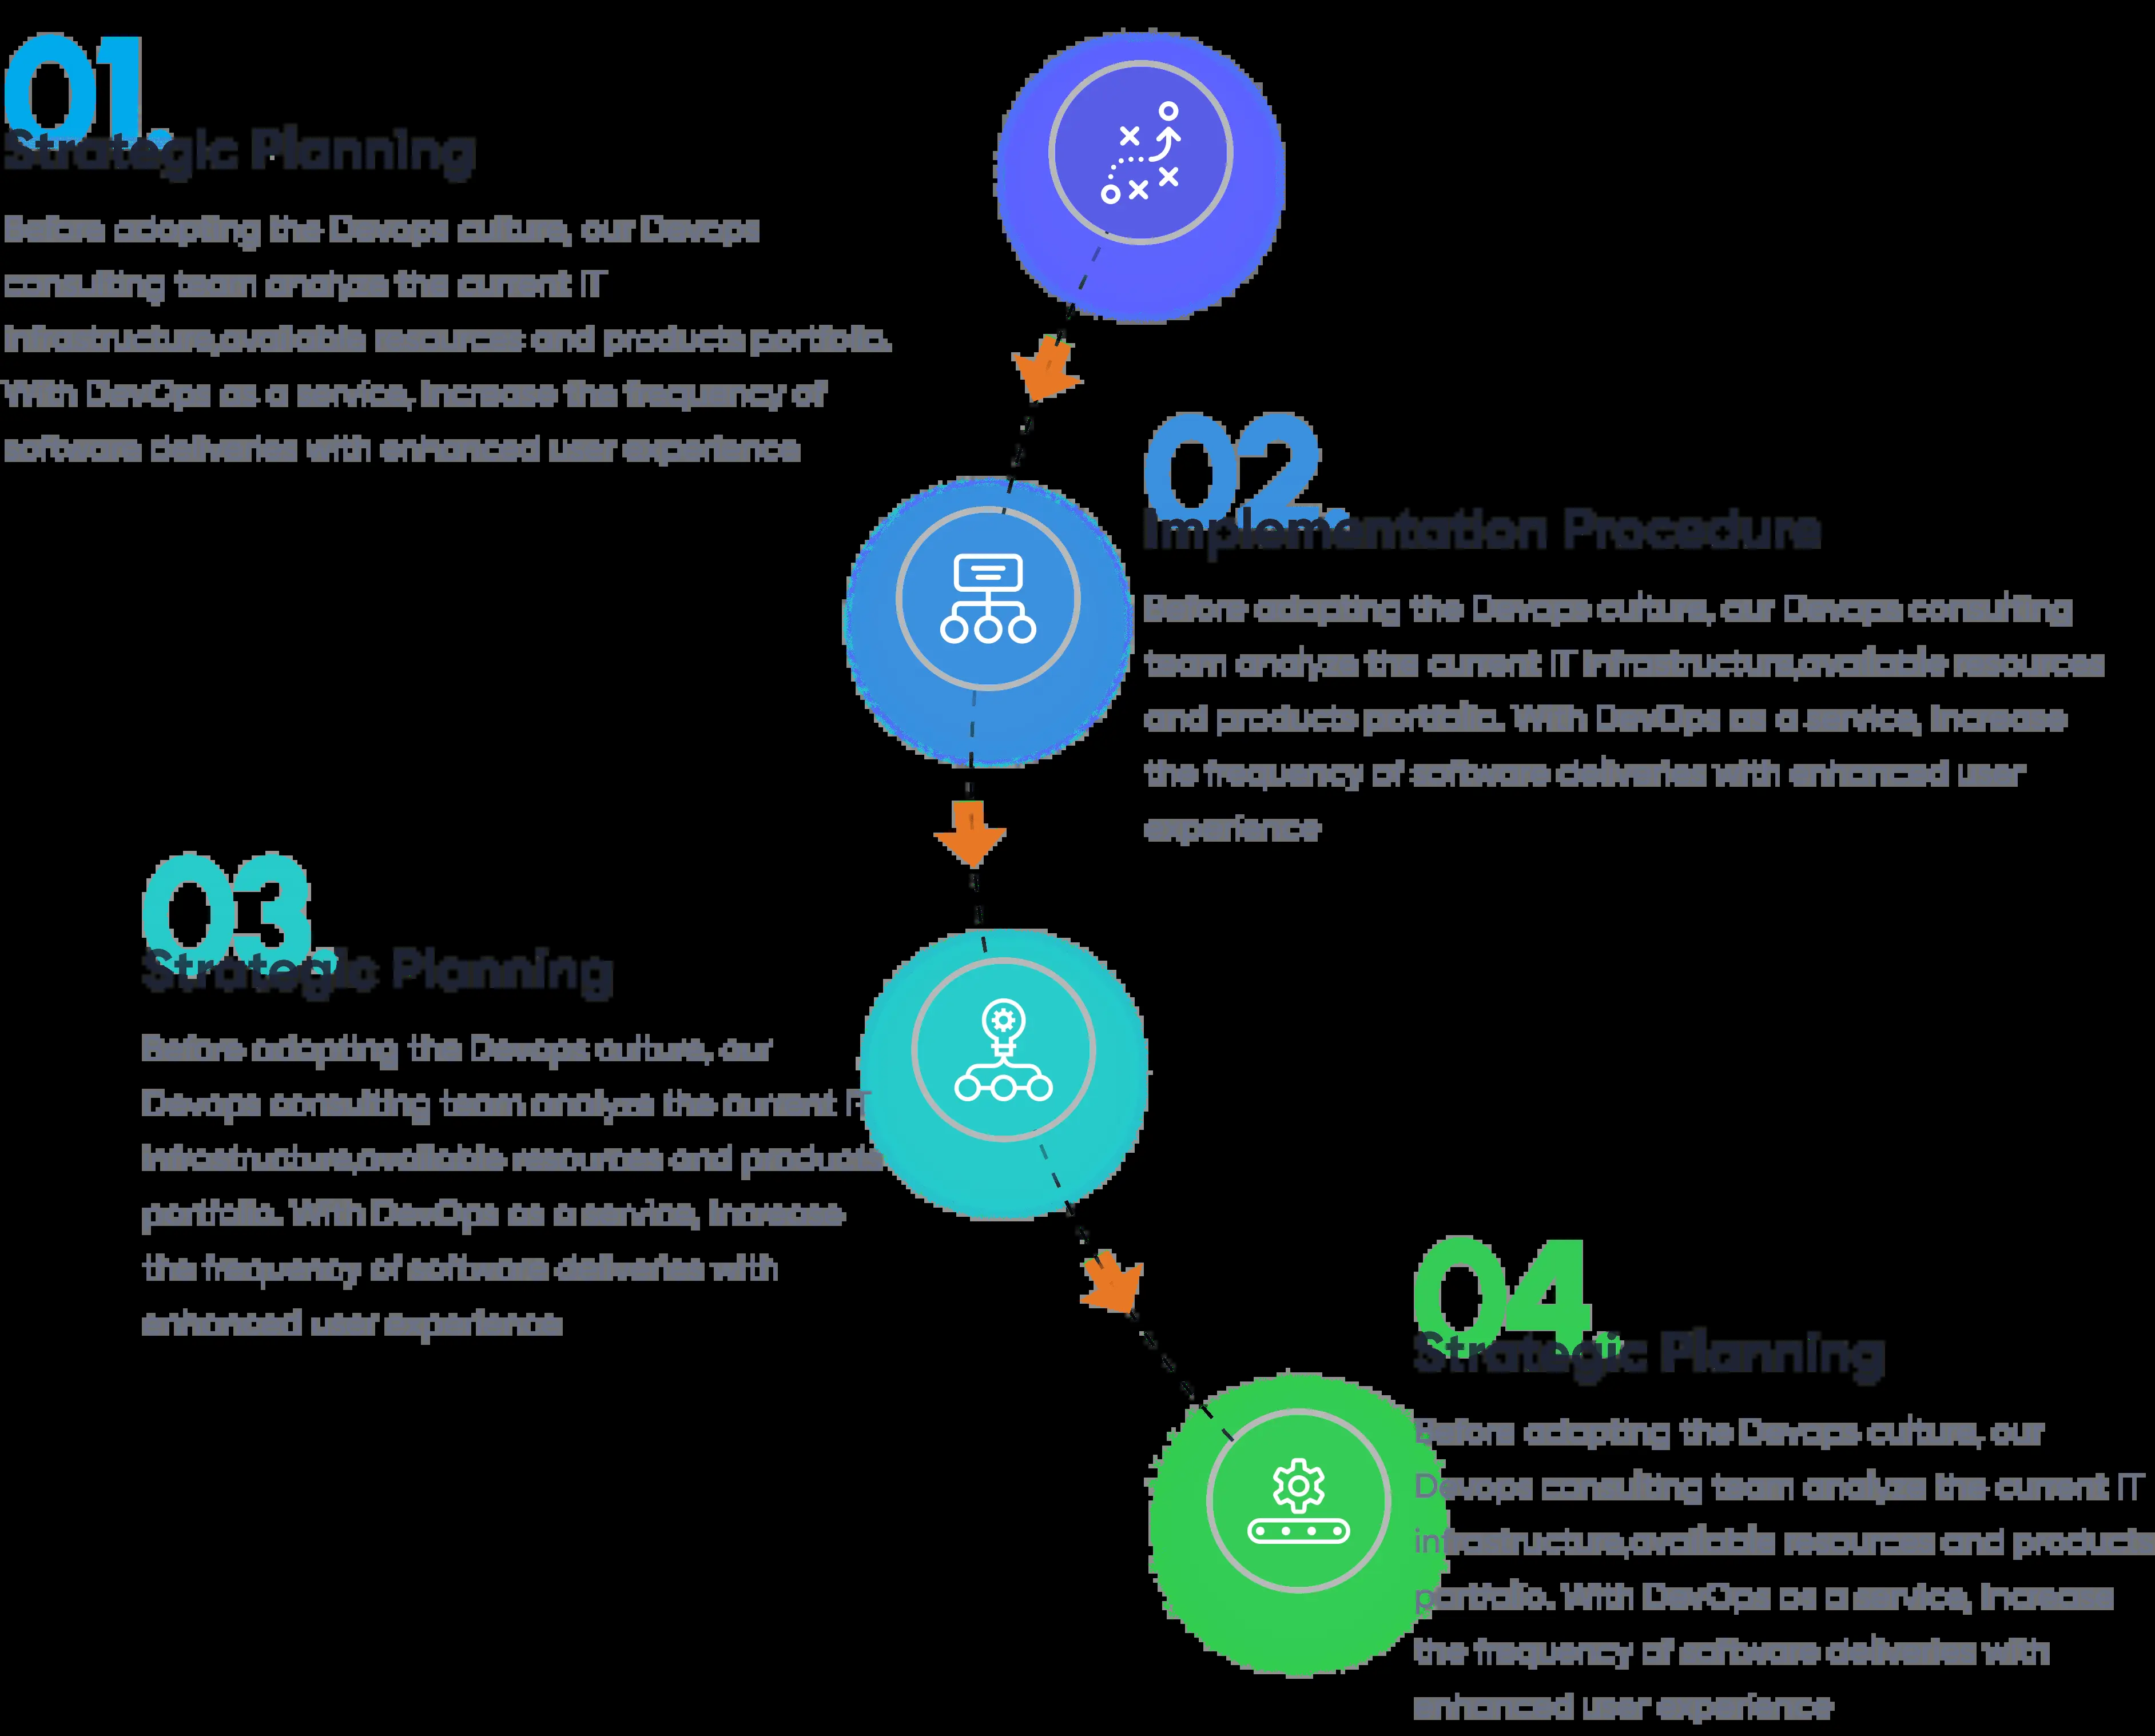 01.
Strategic Planning
Before adopting the Devops culture, our Devops
consulting team analyze the current IT
infrastructure,available resources and products portfolio.
With DevOps as a service, increase the frequency of
software deliveries with enhanced user experience
02.
Implementation Procedure
Before adopting the Devops culture, our Devops consulting
team analyze the current IT infrastructure,available resources
and products portfolio. With DevOps as a service, increase
the frequency of software deliveries with enhanced user
experience
03.
Strategic Planning
Before adopting the Devops culture, our
Devops consulting team analyze the current IT
infrastructure,available resources and products
portfolio. With DevOps as a service, increase
the frequency of software deliveries with
enhanced user experience
04.
Strategic Planning
Before adopting the Devops culture, our
Devops consulting team analyze the current IT
infrastructure,available resources and products
portfolio. With DevOps as a service, increase
the frequency of software deliveries with
enhanced user experience